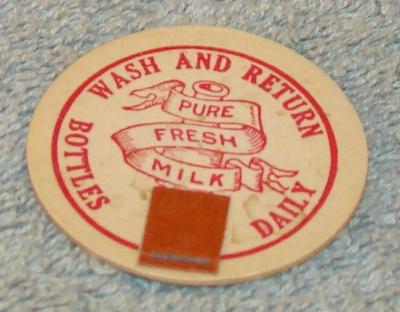 WASH AND RETURN
BOTTLES DAILY
PURE
FRESH
MILK